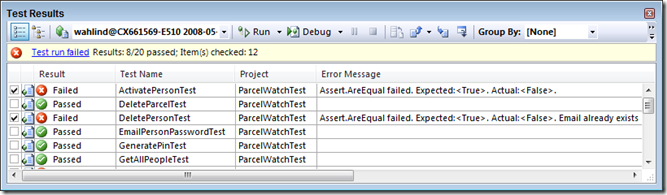 Test Results
wahlind@CX661569-E510 2008-05- Run Debug Group By: [None]
Test run failed Results: 8/20 passed; Item(s) checked: 12
Result Test Name Project Error Message
Failed ActivatePersonTest ParcelWatchTest Assert.AreEqual failed. Expected:<True>. Actual:<False>.
Passed DeleteParcelTest ParcelWatchTest
Failed DeletePersonTest ParcelWatchTest Assert.AreEqual failed. Expected:<True>. Actual:<False>. Email already exists
Passed EmailPersonPasswordTest ParcelWatchTest
Passed GeneratePinTest ParcelWatchTest
Passed GetAllPeopleTest ParcelWatchTest